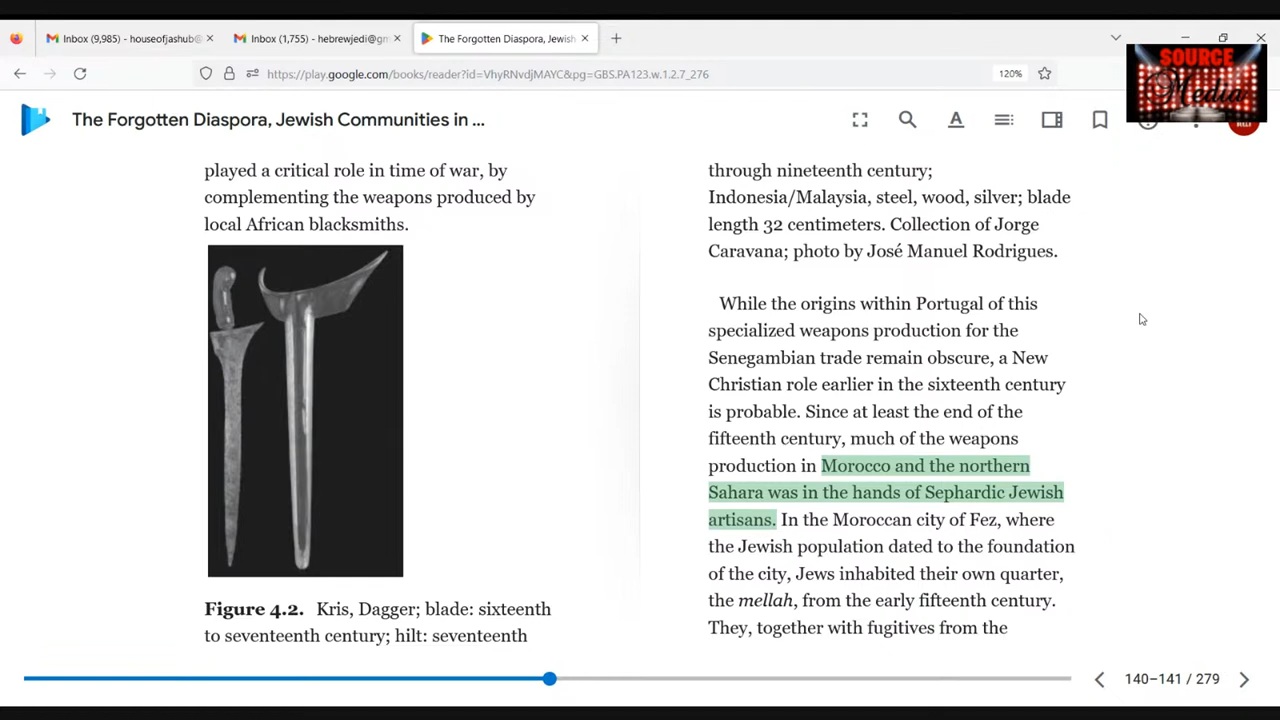 Inbox (9,985) - houseofjashub@
Inbox (1,755) - hebrewjedi@gm
The Forgotten Diaspora, Jewish
https://play.google.com/books/reader?id=VhyRNvdjMAYC&pg=GBS.PA123.w.1.2.7_276
120%
SOURCE
Media
The Forgotten Diaspora, Jewish Communities in ...
played a critical role in time of war, by
complementing the weapons produced by
local African blacksmiths.
Figure 4.2. Kris, Dagger; blade: sixteenth
to seventeenth century; hilt: seventeenth
through nineteenth century;
Indonesia/Malaysia, steel, wood, silver; blade
length 32 centimeters. Collection of Jorge
Caravana; photo by José Manuel Rodrigues.
While the origins within Portugal of this
specialized weapons production for the
Senegambian trade remain obscure, a New
Christian role earlier in the sixteenth century
is probable. Since at least the end of the
fifteenth century, much of the weapons
production in Morocco and the northern
Sahara was in the hands of Sephardic Jewish
artisans. In the Moroccan city of Fez, where
the Jewish population dated to the foundation
of the city, Jews inhabited their own quarter,
the mellah, from the early fifteenth century.
They, together with fugitives from the
140–141 / 279